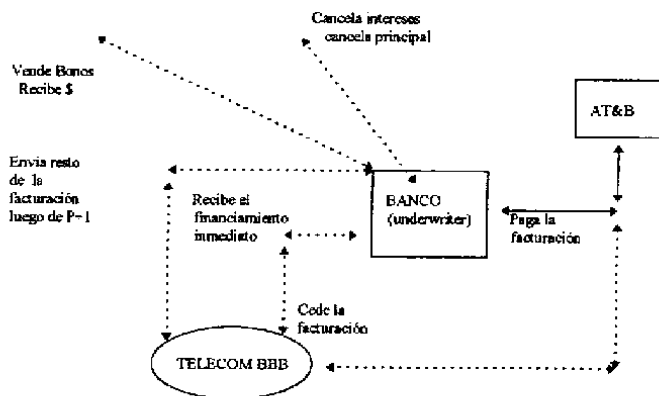 Cancela intereses
cancela principal
Vende Bonos
Recibe $
AT&B
Envia resto
de la
facturación
luego de P+1
Recibe el
financiamiento
inmediato
BANCO
(underwriter)
Paga la
facturación
Cede la
facturación
TELECOM BBB